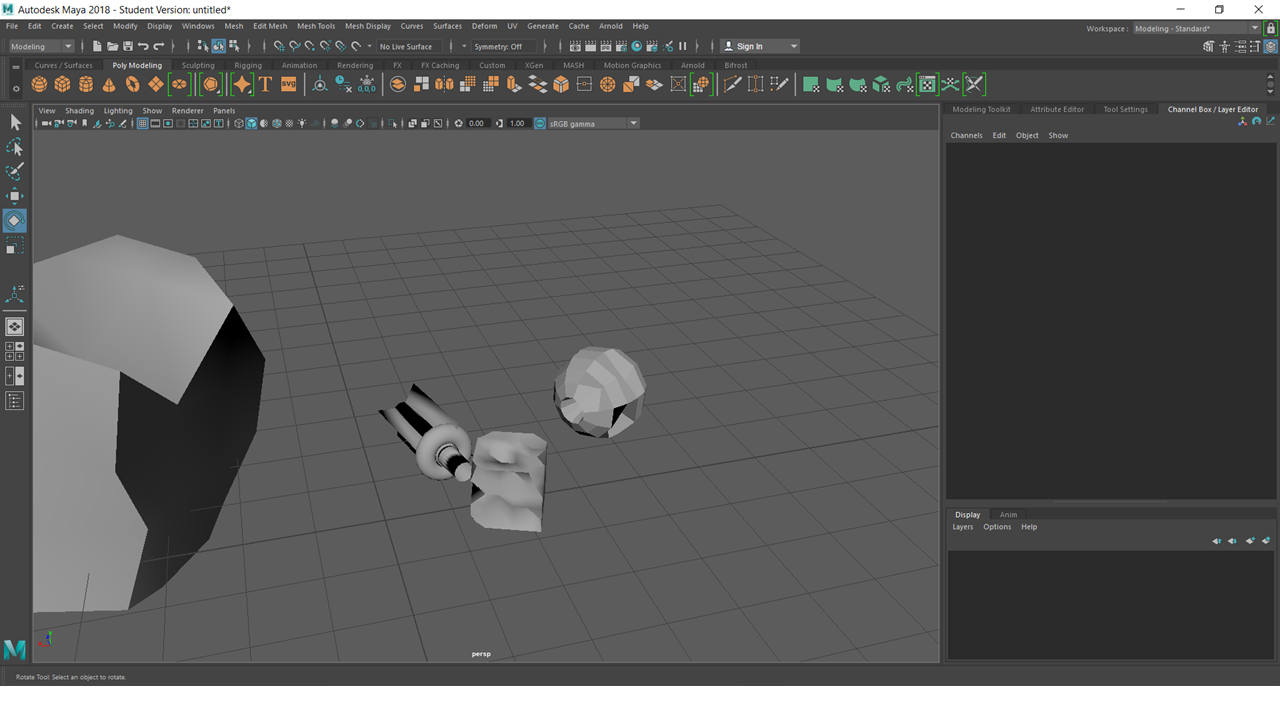 Autodesk Maya 2018 - Student Version: untitled*
File Edit Create Select Modify Display Windows Mesh Edit Mesh Mesh Tools Mesh Display Curves Surfaces Deform UV Generate Cache Arnold Help
Workspace : Modeling - Standard*
Modeling No Live Surface Symmetry: Off Sign In
Curves / Surfaces Poly Modeling Sculpting Rigging Animation Rendering FX FX Caching Custom XGen MASH Motion Graphics Arnold Bifrost
T SVG
View Shading Lighting Show Renderer Panels
0.00 1.00 sRGB gamma
Modeling Toolkit Attribute Editor Tool Settings Channel Box / Layer Editor
Channels Edit Object Show
Display Anim
Layers Options Help
persp
Rotate Tool: Select an object to rotate.